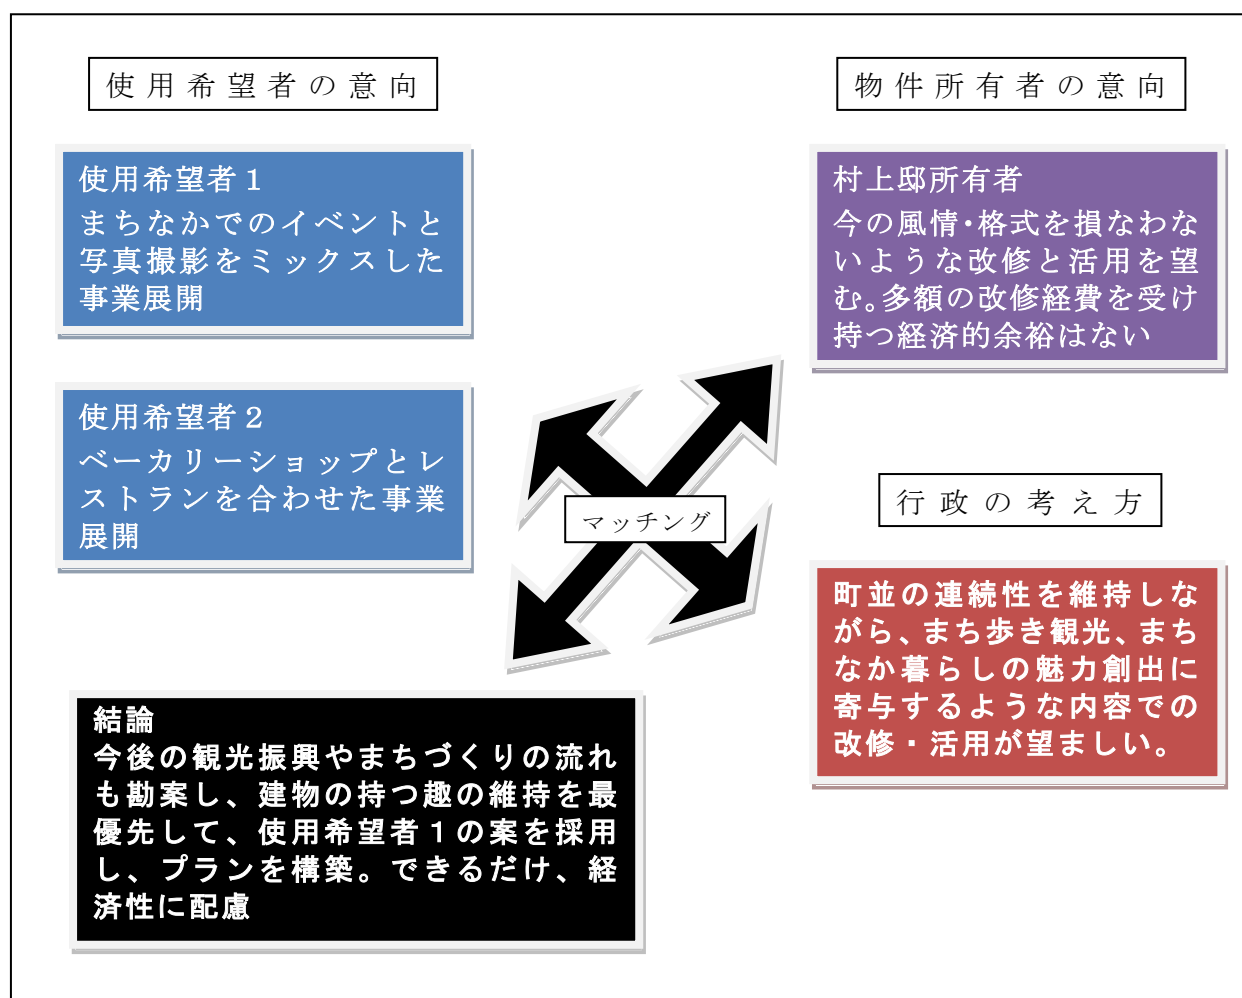 使用希望者の意向
使用希望者１
まちなかでのイベントと
写真撮影をミックスした
事業展開
使用希望者２
ベーカリーショップとレ
ストランを合わせた事業
展開
物件所有者の意向
村上邸所有者
今の風情・格式を損なわな
いような改修と活用を望
む。多額の改修経費を受け
持つ経済的余裕はない
マッチング
行政の考え方
町並の連続性を維持しな
がら、まち歩き観光、まち
なか暮らしの魅力創出に
寄与するような内容での
改修・活用が望ましい。
結論
今後の観光振興やまちづくりの流れ
も勘案し、建物の持つ趣の維持を最
優先して、使用希望者１の案を採用
し、プランを構築。できるだけ、経
済性に配慮